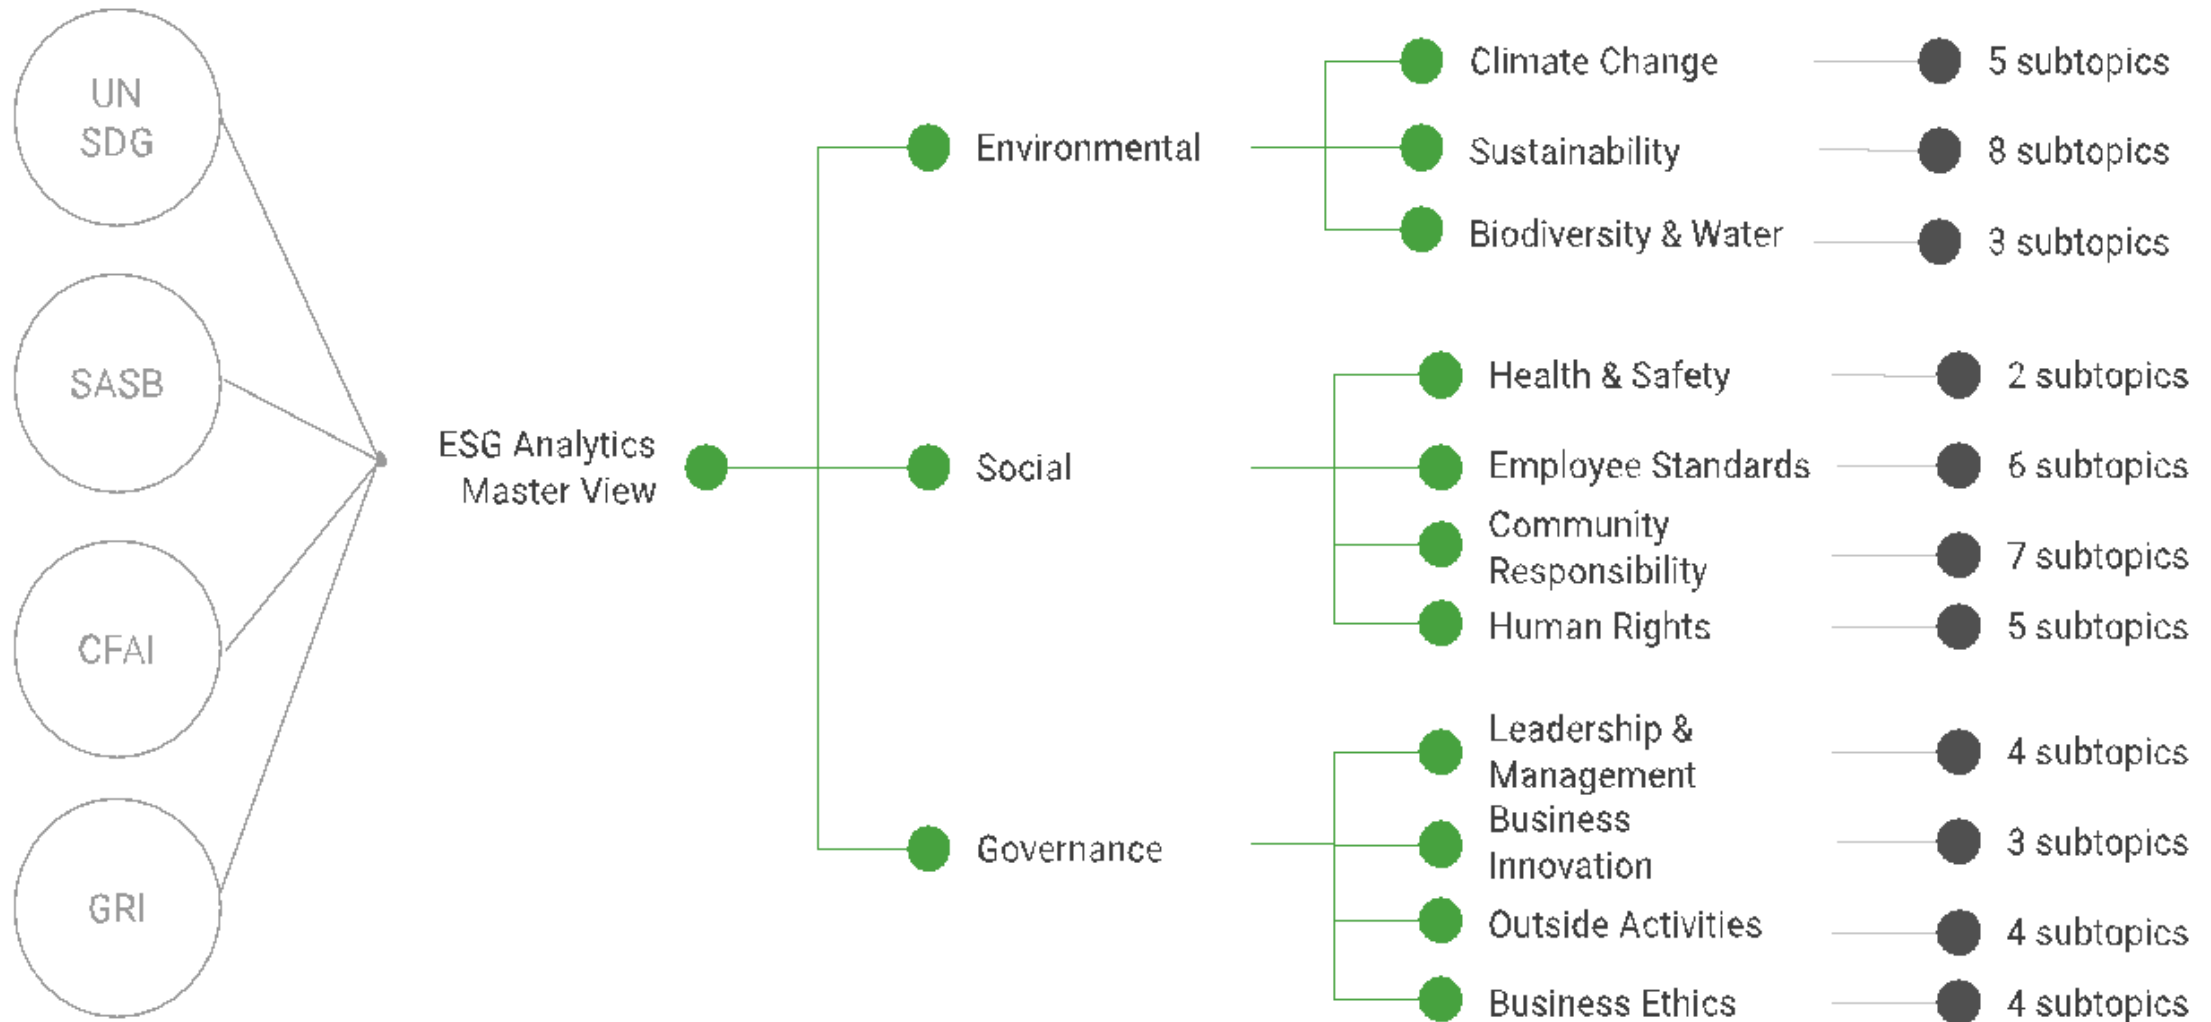 UN
SDG
SASB
CFAI
GRI
ESG Analytics
Master View
Environmental
Climate Change
5 subtopics
Sustainability
8 subtopics
Biodiversity & Water
3 subtopics
Social
Health & Safety
2 subtopics
Employee Standards
6 subtopics
Community
Responsibility
7 subtopics
Human Rights
5 subtopics
Governance
Leadership &
Management
4 subtopics
Business
Innovation
3 subtopics
Outside Activities
4 subtopics
Business Ethics
4 subtopics